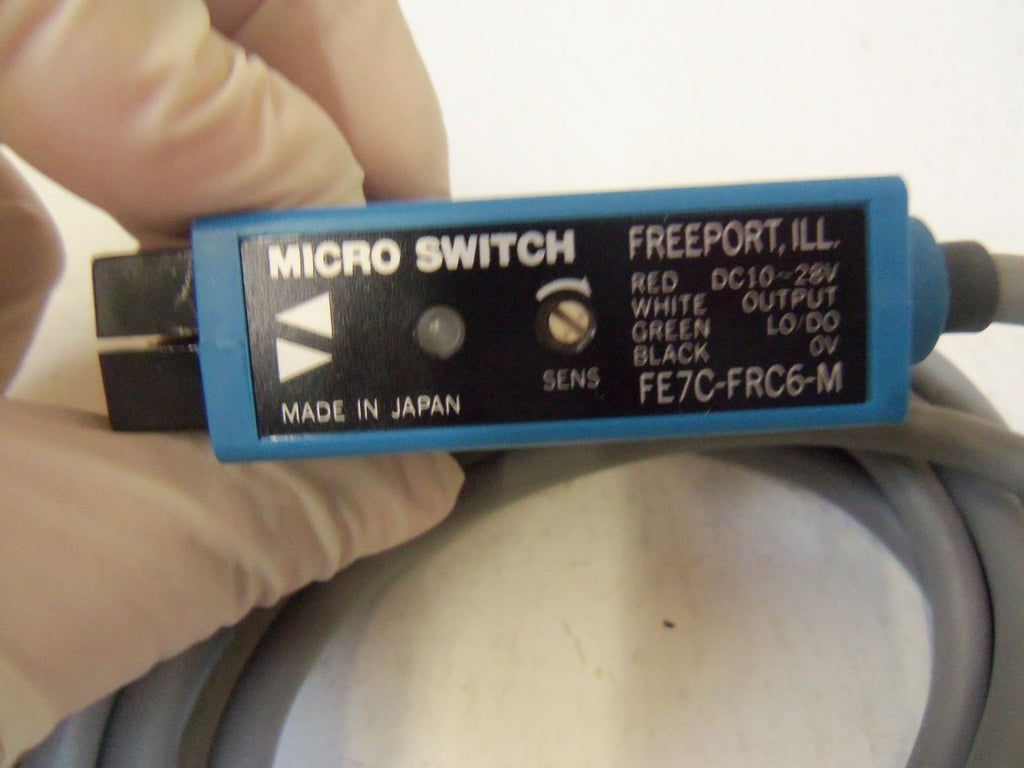 MICRO SWITCH
MADE IN JAPAN
SENS
FREEPORT, ILL.
RED DC10~28V
WHITE OUTPUT
GREEN LO/DO
BLACK 0V
FE7C-FRC6-M